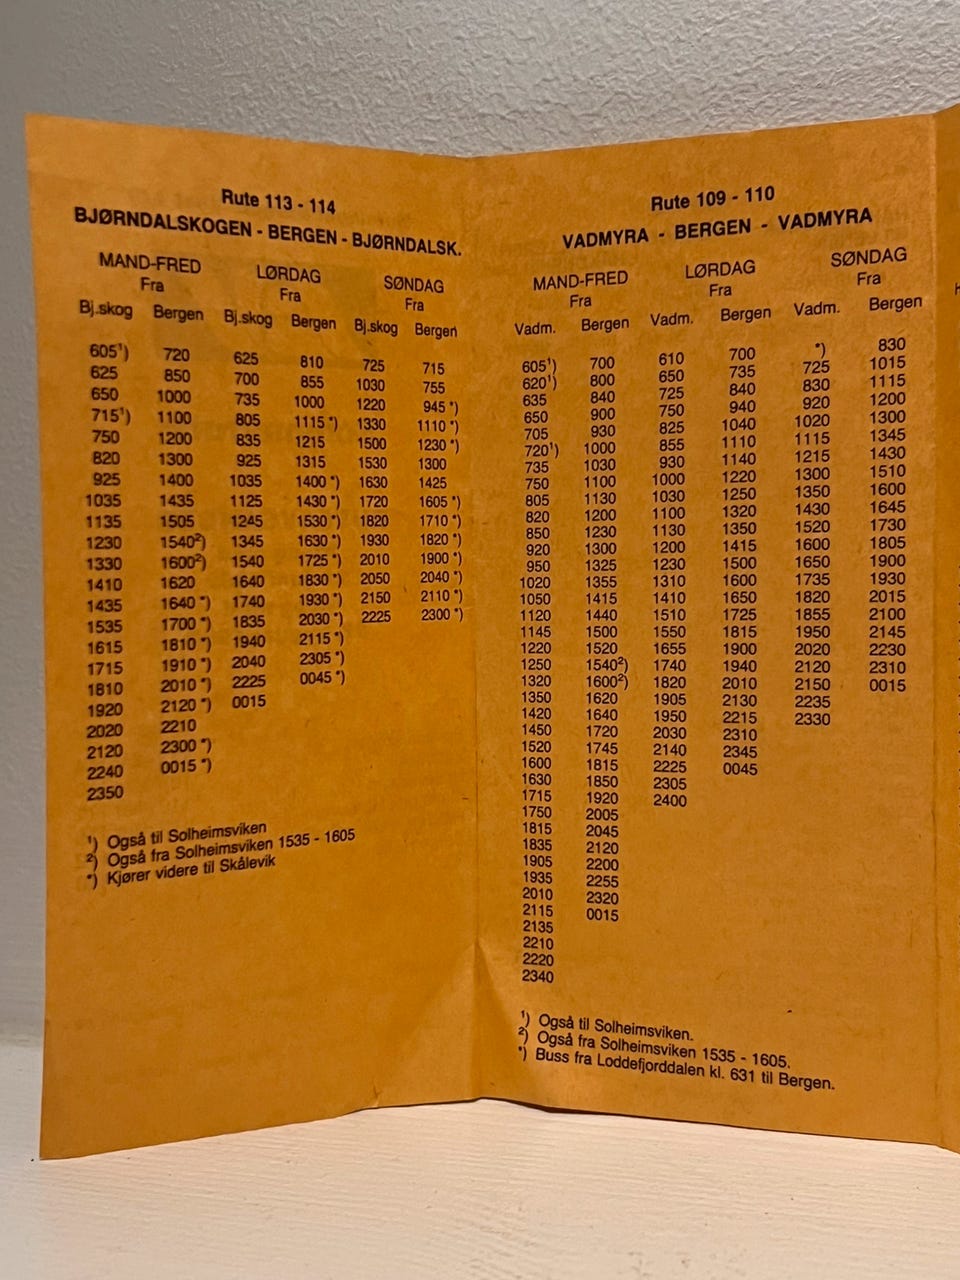 Rute 113 - 114
BJØRNDALSKOGEN - BERGEN - BJØRNDALSK.
MAND-FRED LØRDAG SØNDAG
Fra Fra Fra
Bj.skog Bergen Bj.skog Bergen Bj.skog Bergen
605¹) 720 625 810 725 715
625 850 700 855 1030 755
650 1000 735 1000 1220 945 *)
715¹) 1100 805 1115 *) 1330 1110 *)
750 1200 835 1215 1500 1230 *)
820 1300 925 1315 1530 1300
925 1400 1035 1400 *) 1630 1425
1035 1435 1125 1430 *) 1720 1605 *)
1135 1505 1245 1530 *) 1820 1710 *)
1230 1540²) 1345 1630 *) 1930 1820 *)
1330 1600²) 1540 1725 *) 2010 1900 *)
1410 1620 1640 1830 *) 2050 2040 *)
1435 1640 *) 1740 1930 *) 2150 2110 *)
1535 1700 *) 1835 2030 *) 2225 2300 *)
1615 1810 *) 1940 2115 *)
1715 1910 *) 2040 2305 *)
1810 2010 *) 2225 0045 *)
1920 2120 *) 0015
2020 2210
2120 2300 *)
2240 0015 *)
2350
¹) Også til Solheimsviken
²) Også fra Solheimsviken 1535 - 1605
*) Kjører videre til Skålevik
Rute 109 - 110
VADMYRA - BERGEN - VADMYRA
MAND-FRED LØRDAG SØNDAG
Fra Fra Fra
Vadm. Bergen Vadm. Bergen Vadm. Bergen
605¹) 700 610 700 *) 830
620¹) 800 650 735 725 1015
635 840 725 840 830 1115
650 900 750 940 920 1200
705 930 825 1040 1020 1300
720¹) 1000 855 1110 1115 1345
735 1030 930 1140 1215 1430
750 1100 1000 1220 1300 1510
805 1130 1030 1250 1350 1600
820 1200 1100 1320 1430 1645
850 1230 1130 1350 1520 1730
920 1300 1200 1415 1600 1805
950 1325 1230 1500 1650 1900
1020 1355 1310 1600 1735 1930
1050 1415 1410 1650 1820 2015
1120 1440 1510 1725 1855 2100
1145 1500 1550 1815 1950 2145
1220 1520 1655 1900 2020 2230
1250 1540²) 1740 1940 2120 2310
1320 1600²) 1820 2010 2150 0015
1350 1620 1905 2130 2235
1420 1640 1950 2215 2330
1450 1720 2030 2310
1520 1745 2140 2345
1600 1815 2225 0045
1630 1850 2305
1715 1920 2400
1750 2005
1815 2045
1835 2120
1905 2200
1935 2255
2010 2320
2115 0015
2135
2210
2220
2340
¹) Også til Solheimsviken.
²) Også fra Solheimsviken 1535 - 1605.
*) Buss fra Loddefjorddalen kl. 631 til Bergen.